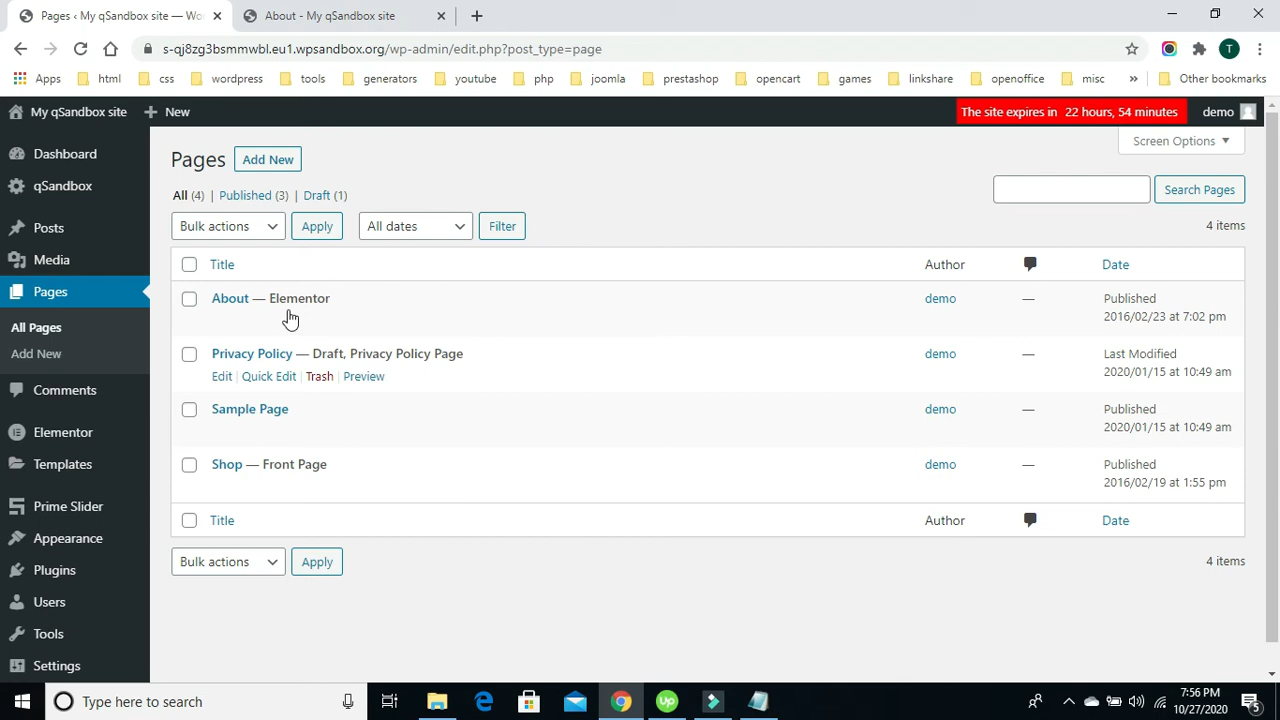 Pages ‹ My qSandbox site — Wo
About - My qSandbox site
s-qj8zg3bsmmwbl.eu1.wpsandbox.org/wp-admin/edit.php?post_type=page
T
Apps html css wordpress tools generators youtube php joomla prestashop opencart games linkshare openoffice misc » Other bookmarks
My qSandbox site + New The site expires in 22 hours, 54 minutes demo
Dashboard
qSandbox
Posts
Media
Pages
All Pages
Add New
Comments
Elementor
Templates
Prime Slider
Appearance
Plugins
Users
Tools
Settings
Screen Options
Pages Add New
All (4) | Published (3) | Draft (1)
Search Pages
Bulk actions Apply All dates Filter 4 items
Title Author Date
About — Elementor demo — Published
2016/02/23 at 7:02 pm
Privacy Policy — Draft, Privacy Policy Page demo — Last Modified
Edit | Quick Edit | Trash | Preview 2020/01/15 at 10:49 am
Sample Page demo — Published
2020/01/15 at 10:49 am
Shop — Front Page demo — Published
2016/02/19 at 1:55 pm
Title Author Date
Bulk actions Apply 4 items
Type here to search
Up
7:56 PM
10/27/2020
5